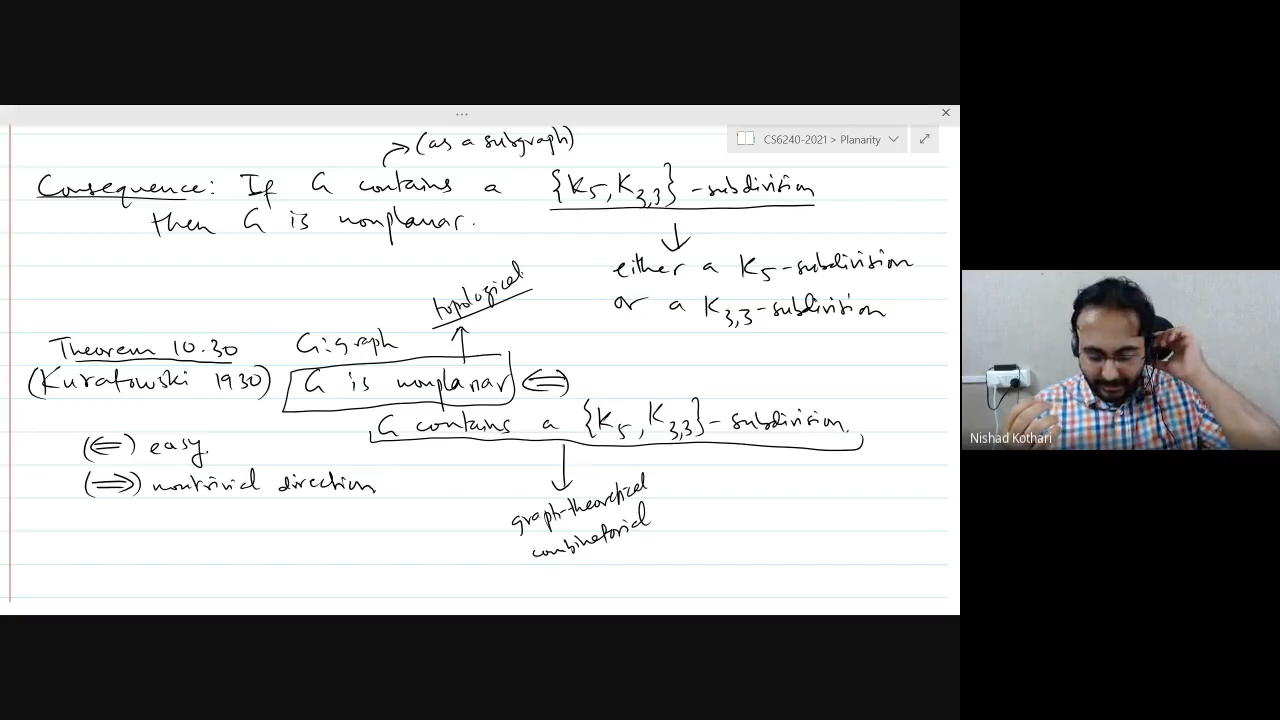 CS6240-2021 > Planarity
(as a subgraph)
Consequence: If G contains a {K5, K3,3}-subdivision
then G is nonplanar.
either a K5-subdivision
or a K3,3-subdivision
topological
Theorem 10.30 G:graph
(Kuratowski 1930) G is nonplanar ⟺
G contains a {K5, K3,3}-subdivision.
(⇐) easy.
(⟹) nontrivial direction
graph-theoretical
combinatorial
Nishad Kothari